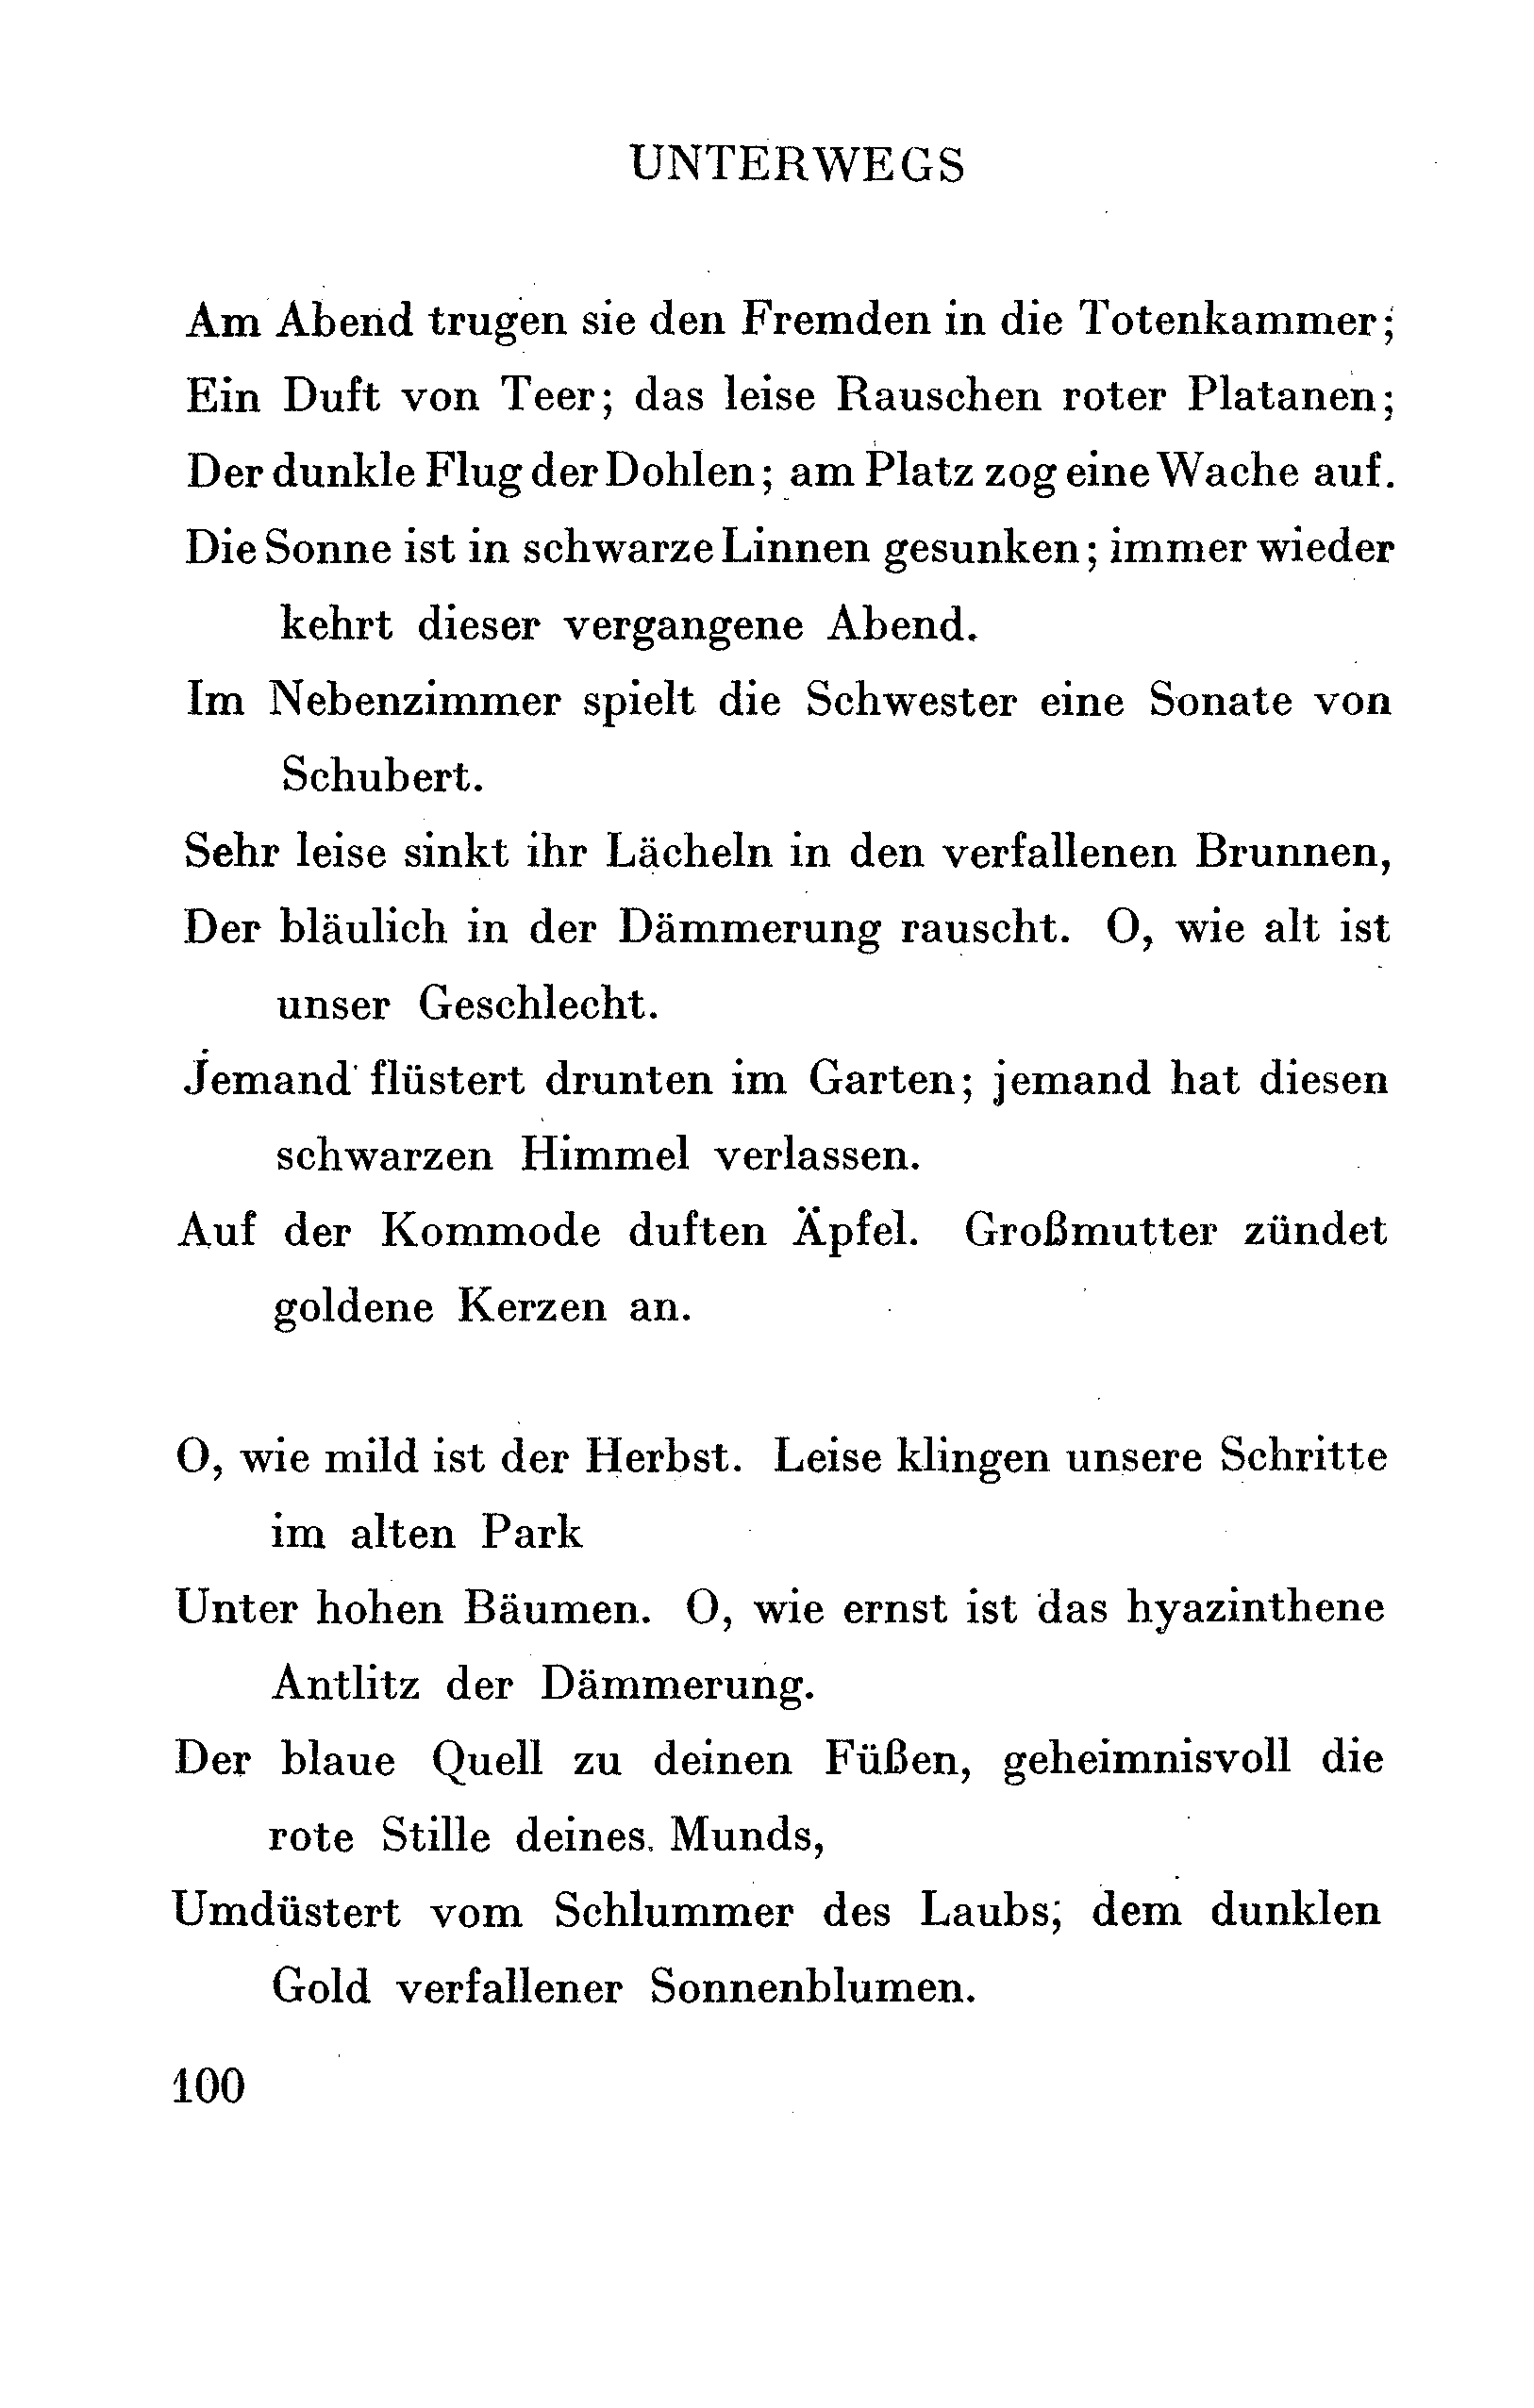 UNTERWEGS
Am Abend trugen sie den Fremden in die Totenkammer;
Ein Duft von Teer; das leise Rauschen roter Platanen;
Der dunkle Flug der Dohlen; am Platz zog eine Wache auf.
Die Sonne ist in schwarze Linnen gesunken; immer wieder
kehrt dieser vergangene Abend.
Im Nebenzimmer spielt die Schwester eine Sonate von
Schubert.
Sehr leise sinkt ihr Lächeln in den verfallenen Brunnen,
Der bläulich in der Dämmerung rauscht. O, wie alt ist
unser Geschlecht.
Jemand flüstert drunten im Garten; jemand hat diesen
schwarzen Himmel verlassen.
Auf der Kommode duften Äpfel. Großmutter zündet
goldene Kerzen an.
O, wie mild ist der Herbst. Leise klingen unsere Schritte
im alten Park
Unter hohen Bäumen. O, wie ernst ist das hyazinthene
Antlitz der Dämmerung.
Der blaue Quell zu deinen Füßen, geheimnisvoll die
rote Stille deines Munds,
Umdüstert vom Schlummer des Laubs, dem dunklen
Gold verfallener Sonnenblumen.
100